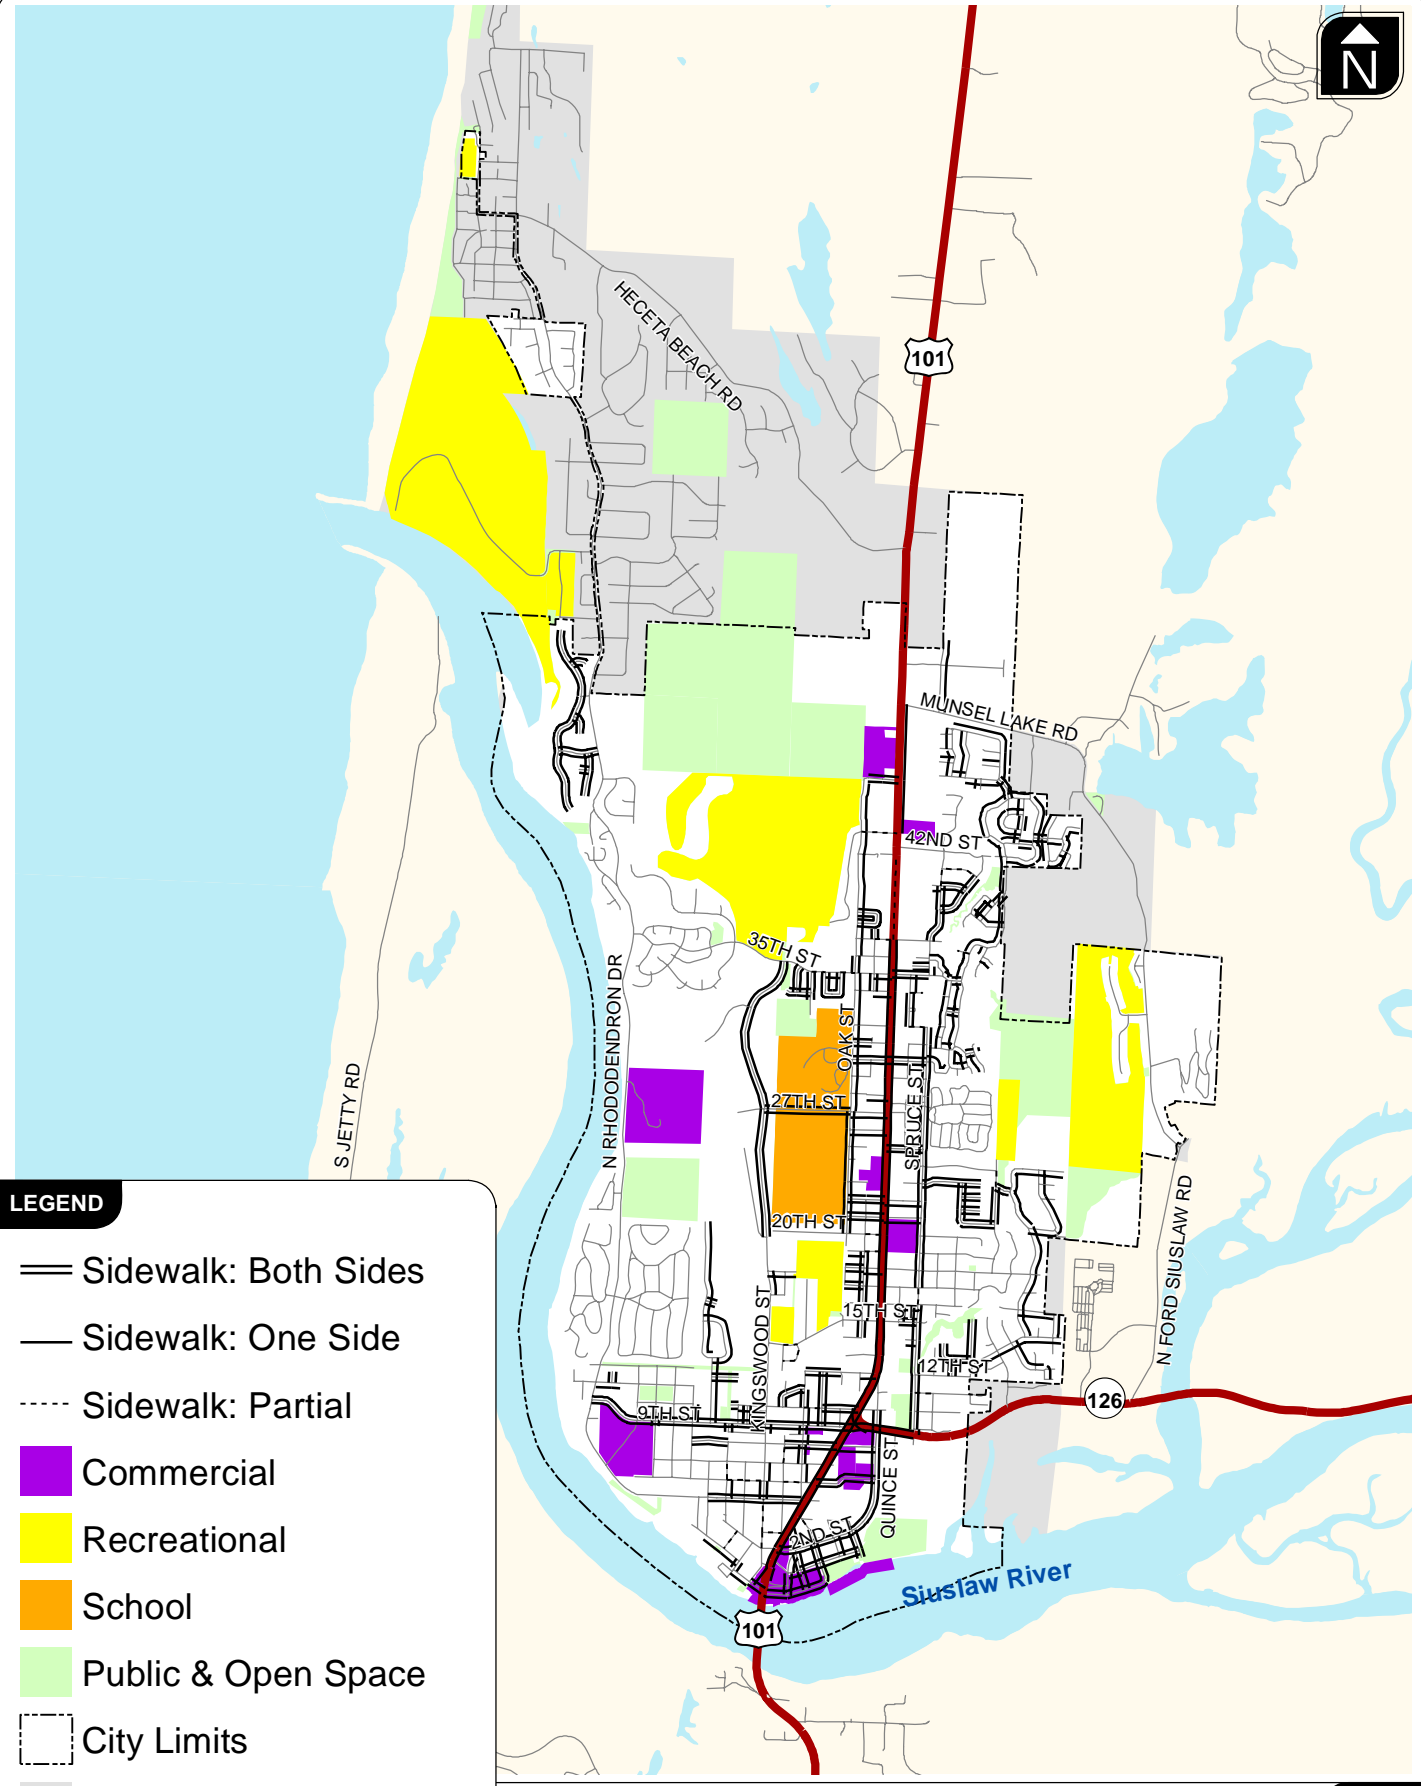 N
HECETA BEACH RD
101
MUNSEL LAKE RD
42ND ST
35TH ST
N RHODODENDRON DR
OAK ST
S JETTY RD
27TH ST
SPRUCE ST
20TH ST
N FORD SIUSLAW RD
KINGSWOOD ST
15TH ST
12TH ST
126
9TH ST
QUINCE ST
2ND ST
Siuslaw River
101
LEGEND
Sidewalk: Both Sides
Sidewalk: One Side
Sidewalk: Partial
Commercial
Recreational
School
Public & Open Space
City Limits